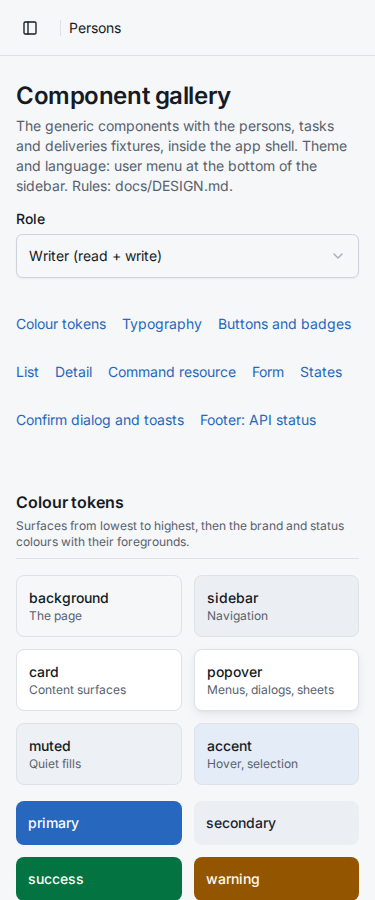 Persons
Component gallery
The generic components with the persons, tasks
and deliveries fixtures, inside the app shell. Theme
and language: user menu at the bottom of the
sidebar. Rules: docs/DESIGN.md.
Role
Writer (read + write)
Colour tokens Typography Buttons and badges
List Detail Command resource Form States
Confirm dialog and toasts Footer: API status
Colour tokens
Surfaces from lowest to highest, then the brand and status
colours with their foregrounds.
background sidebar
The page Navigation
card popover
Content surfaces Menus, dialogs, sheets
muted accent
Quiet fills Hover, selection
primary secondary
success warning